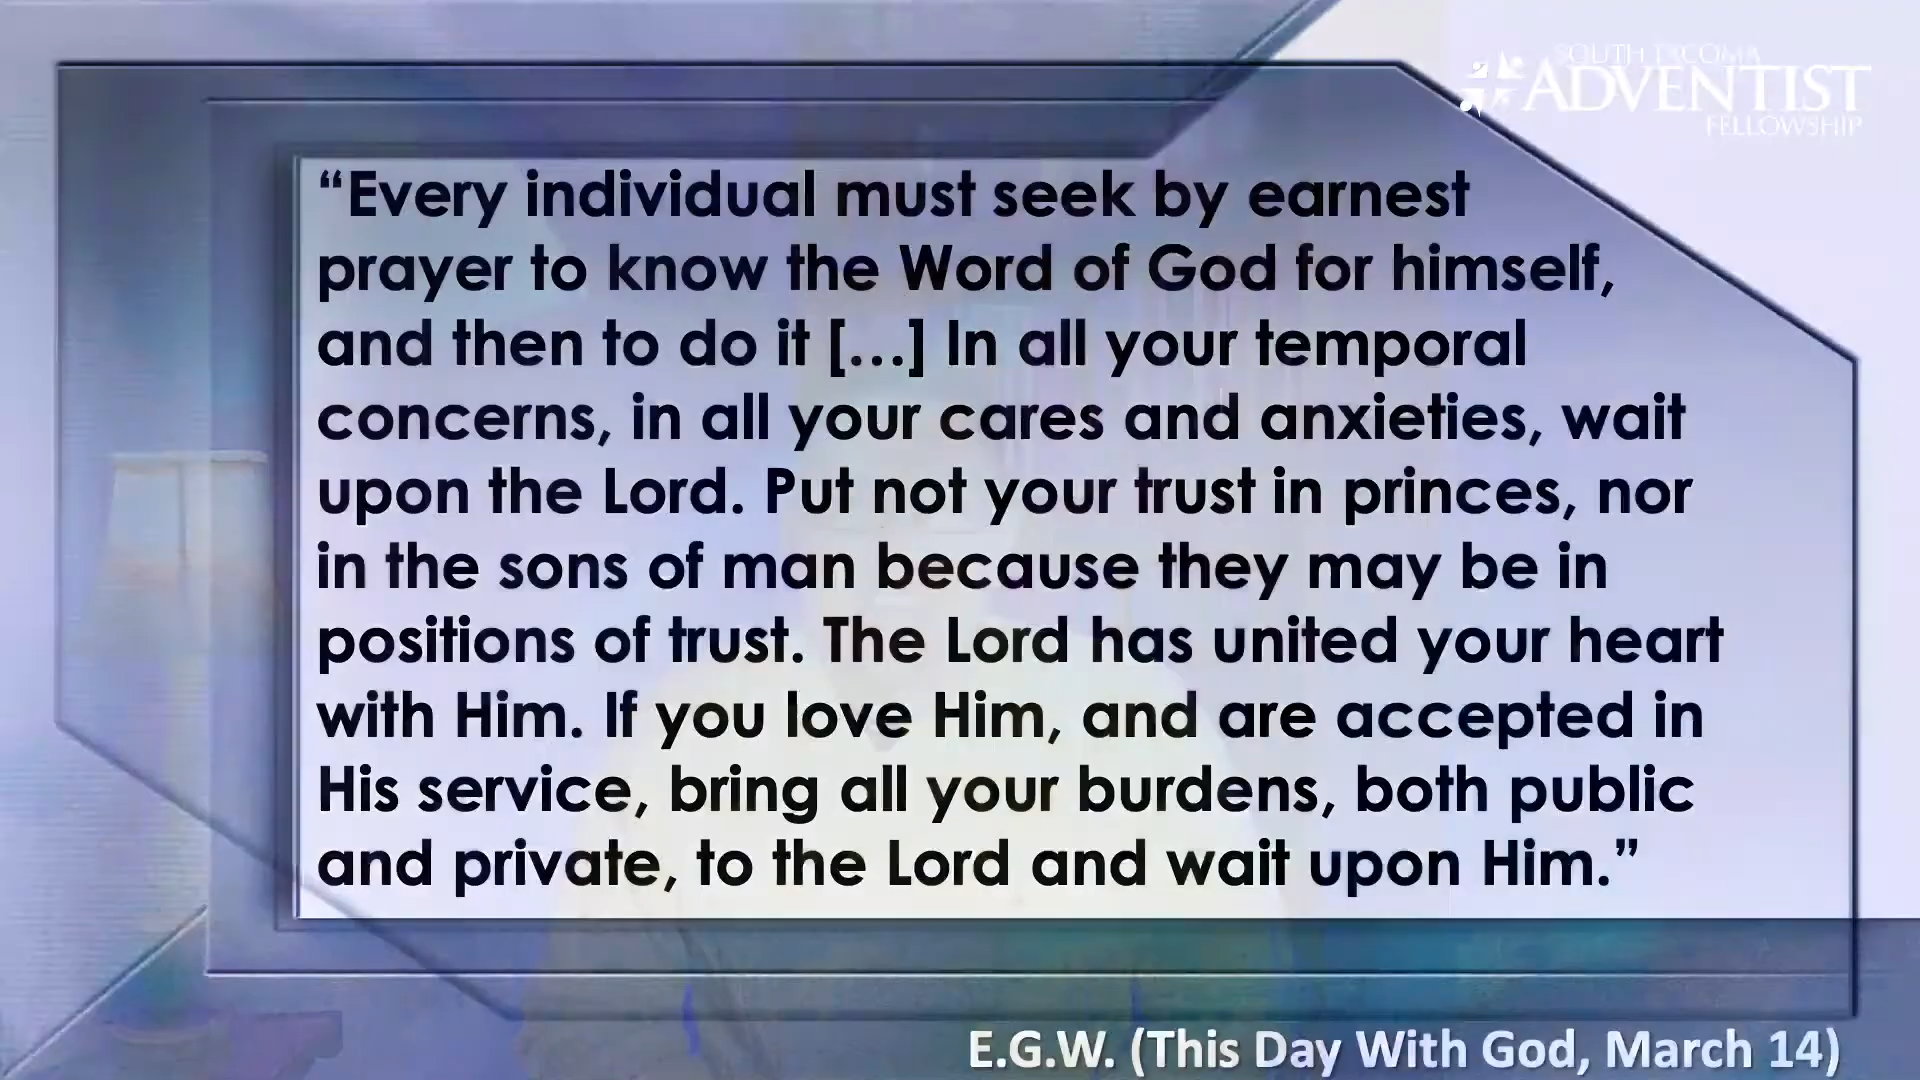 SOUTH TACOMA
ADVENTIST
FELLOWSHIP
“Every individual must seek by earnest
prayer to know the Word of God for himself,
and then to do it [...] In all your temporal
concerns, in all your cares and anxieties, wait
upon the Lord. Put not your trust in princes, nor
in the sons of man because they may be in
positions of trust. The Lord has united your heart
with Him. If you love Him, and are accepted in
His service, bring all your burdens, both public
and private, to the Lord and wait upon Him.”
E.G.W. (This Day With God, March 14)